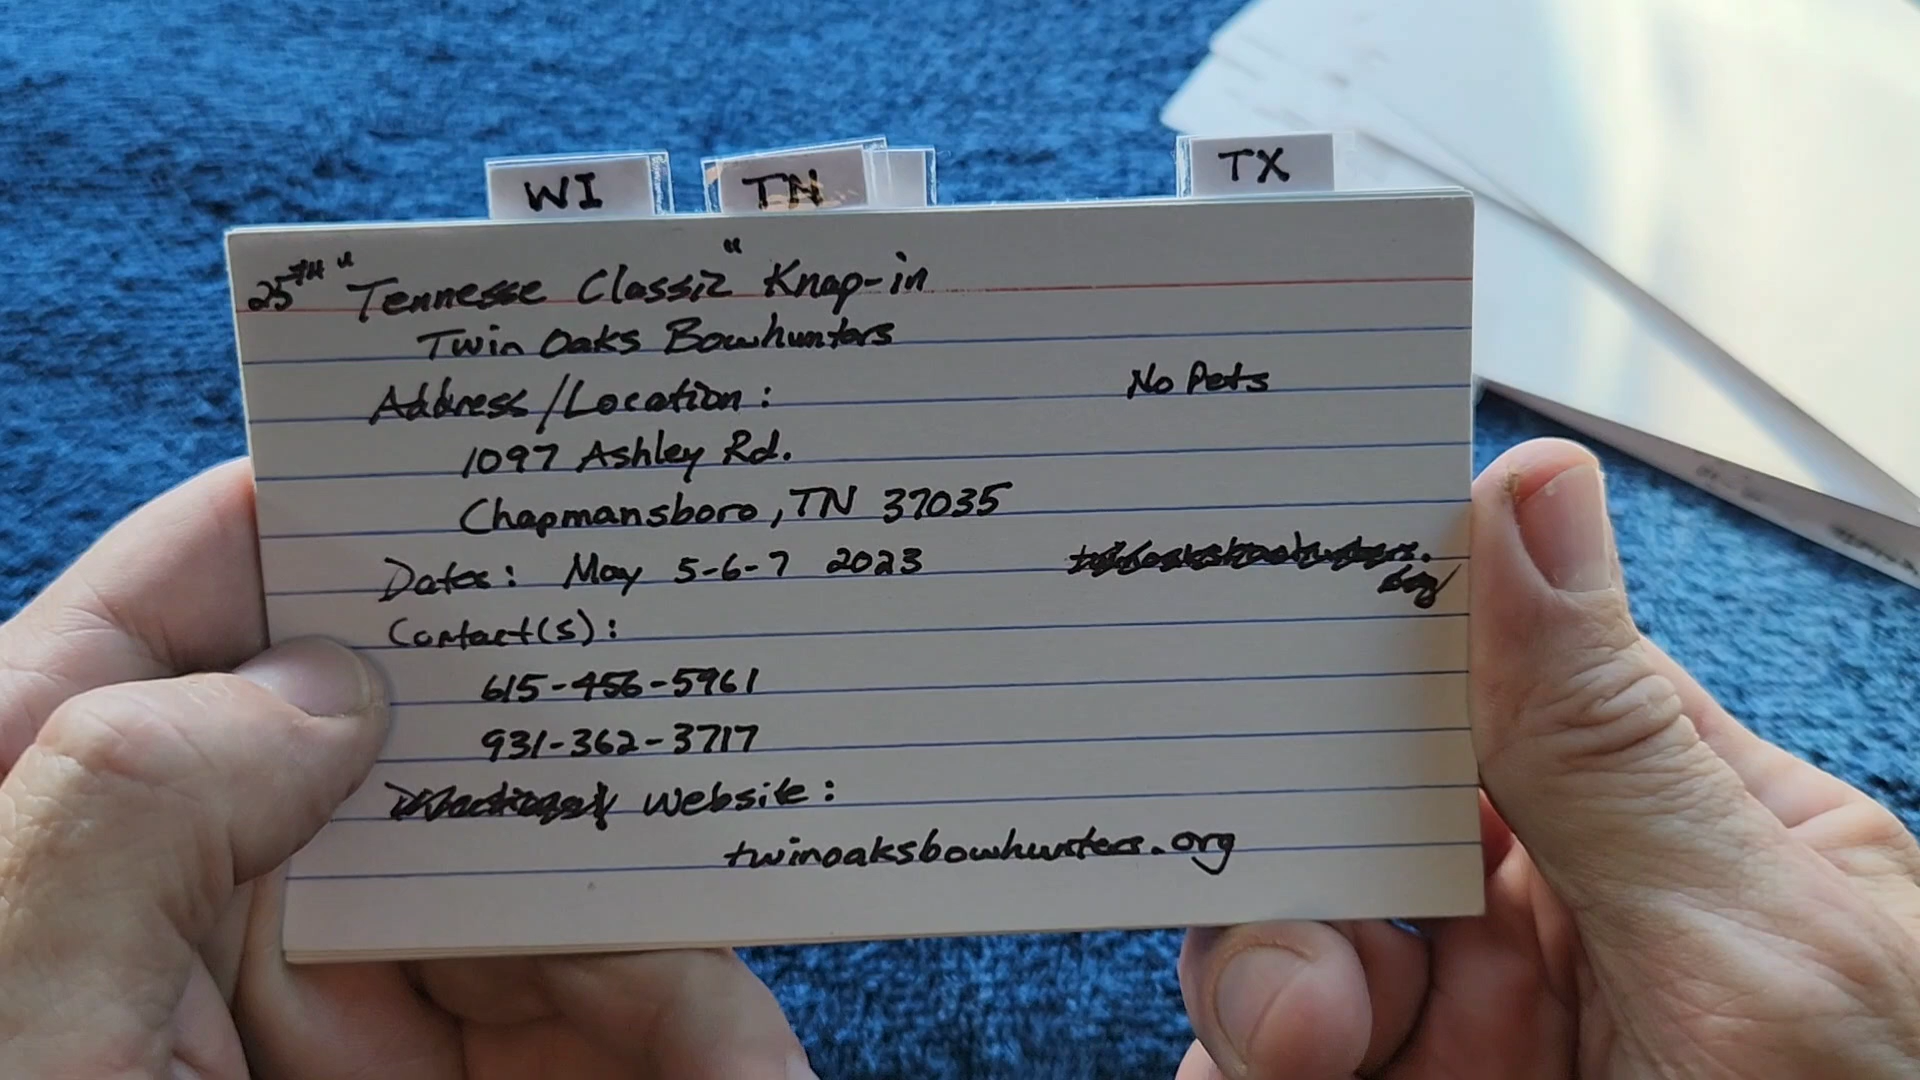 WI TN TX
25TH "Tennesse Classic" Knap-in
Twin Oaks Bowhunters
Address/Location:
No Pets
1097 Ashley Rd.
Chapmansboro, TN 37035
Dates: May 5-6-7 2023
Contact(s):
615-456-5961
931-362-3717
Website:
twinoaksbowhunters.org